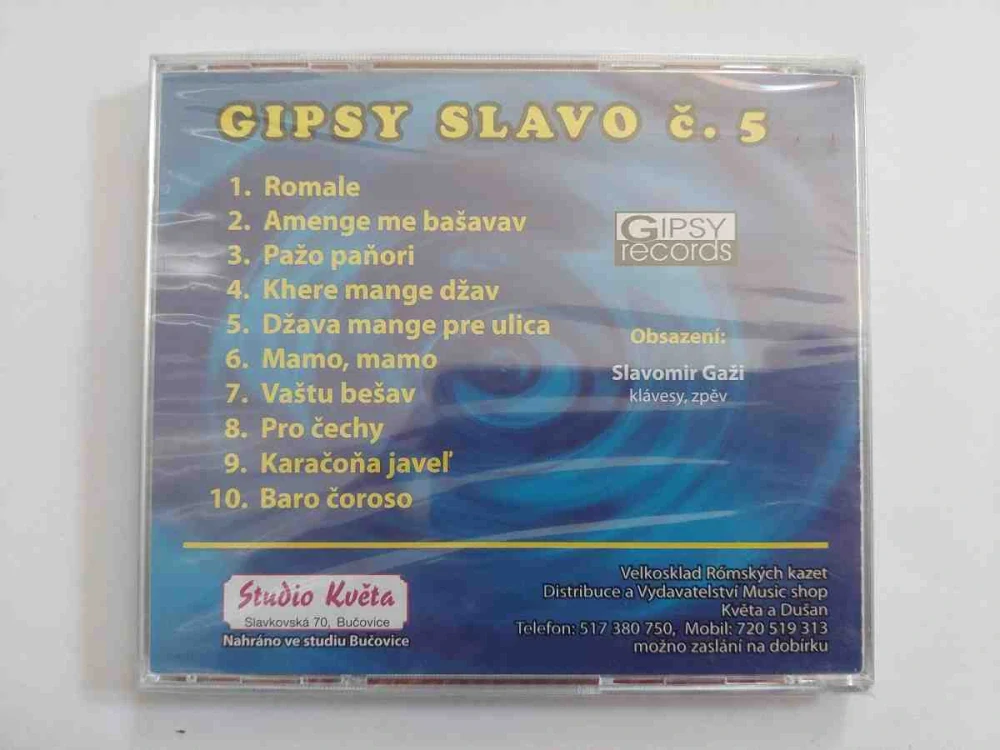 GIPSY SLAVO č. 5
1. Romale
2. Amenge me bašavav
3. Pažo paňori
4. Khere mange džav
5. Džava mange pre ulica
6. Mamo, mamo
7. Vaštu bešav
8. Pro čechy
9. Karačoňa javeľ
10. Baro čoroso
GIPSY
records
Obsazení:
Slavomir Gaži
klávesy, zpěv
Studio Květa
Slavkovská 70, Bučovice
Nahráno ve studiu Bučovice
Velkosklad Rómských kazet
Distribuce a Vydavatelství Music shop
Květa a Dušan
Telefon: 517 380 750, Mobil: 720 519 313
možno zaslání na dobírku